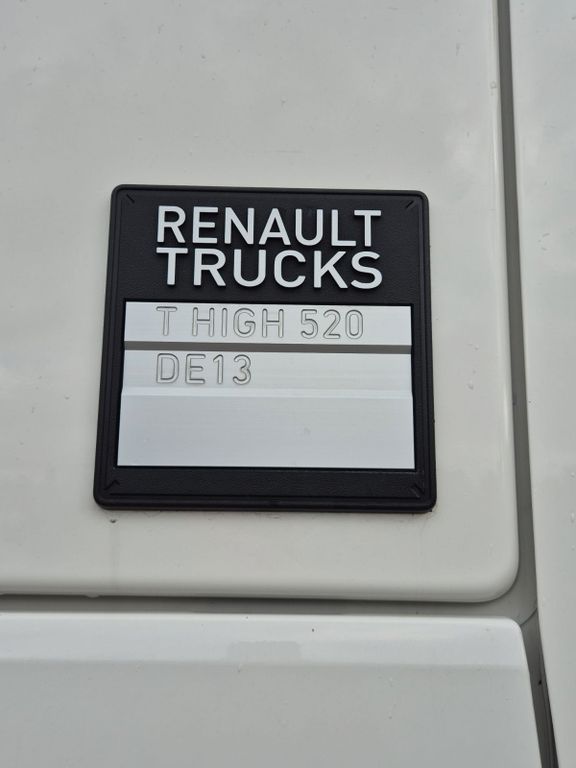 RENAULT
TRUCKS
T HIGH 520
DE13